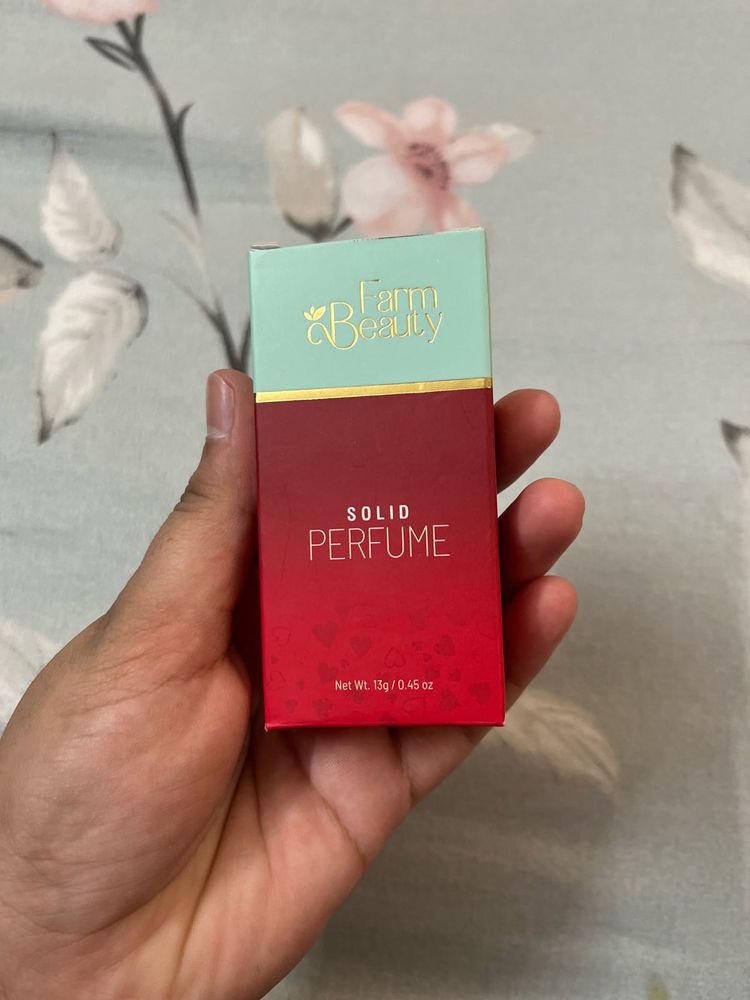 Farm
Beauty
SOLID
PERFUME
Net Wt. 13g / 0.45 oz